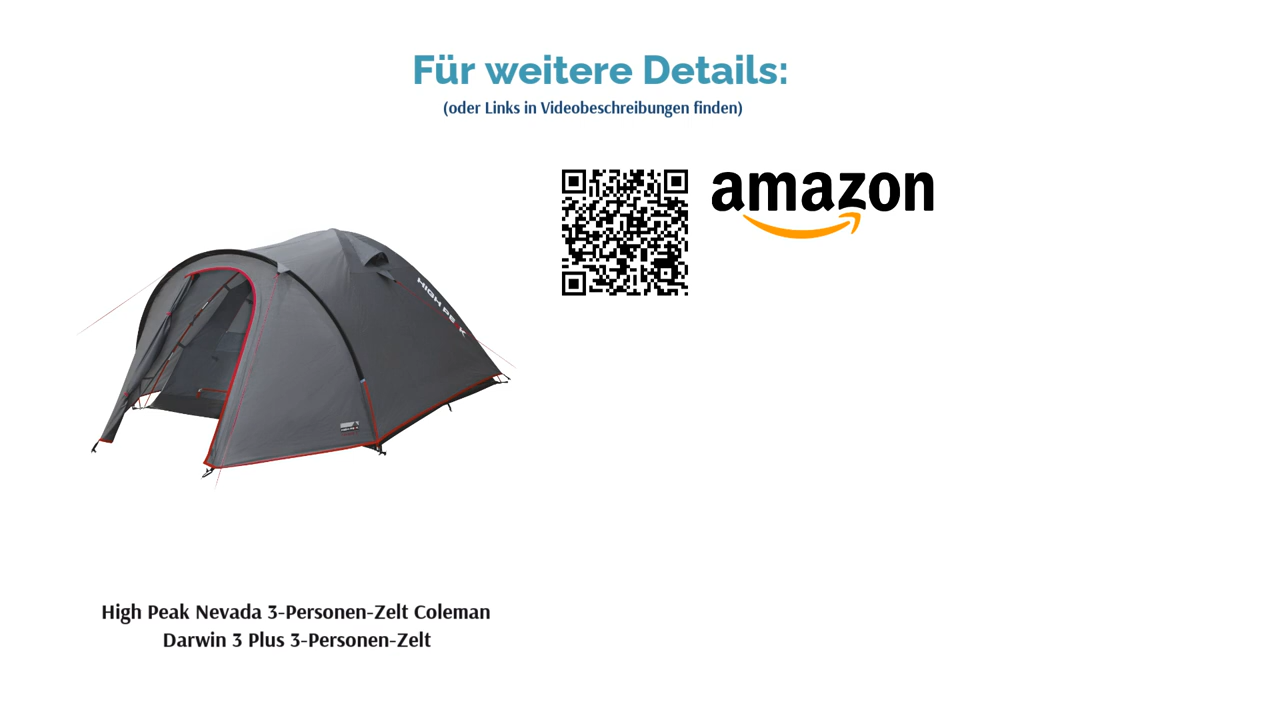 Für weitere Details:
(oder Links in Videobeschreibungen finden)
amazon
HIGH PEAK
High Peak Nevada 3-Personen-Zelt Coleman
Darwin 3 Plus 3-Personen-Zelt